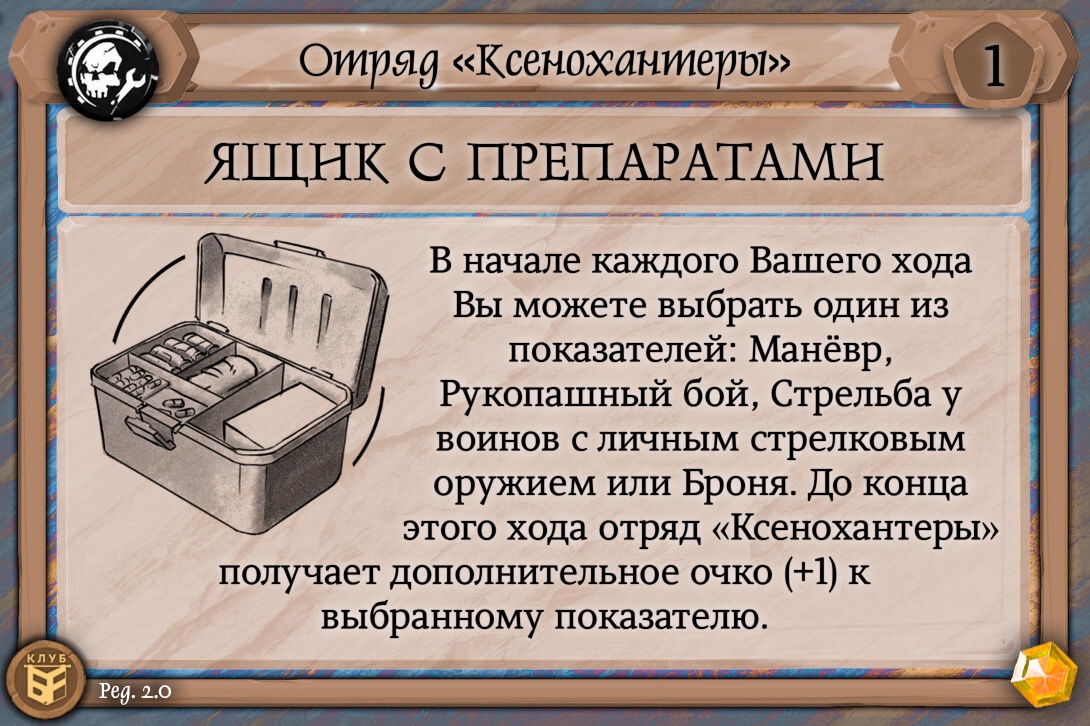 Отряд «Ксенохантеры»
1
ЯЩИК С ПРЕПАРАТАМИ
В начале каждого Вашего хода
Вы можете выбрать один из
показателей: Манёвр,
Рукопашный бой, Стрельба у
воинов с личным стрелковым
оружием или Броня. До конца
этого хода отряд «Ксенохантеры»
получает дополнительное очко (+1) к
выбранному показателю.
КЛУБ
Ред. 2.0